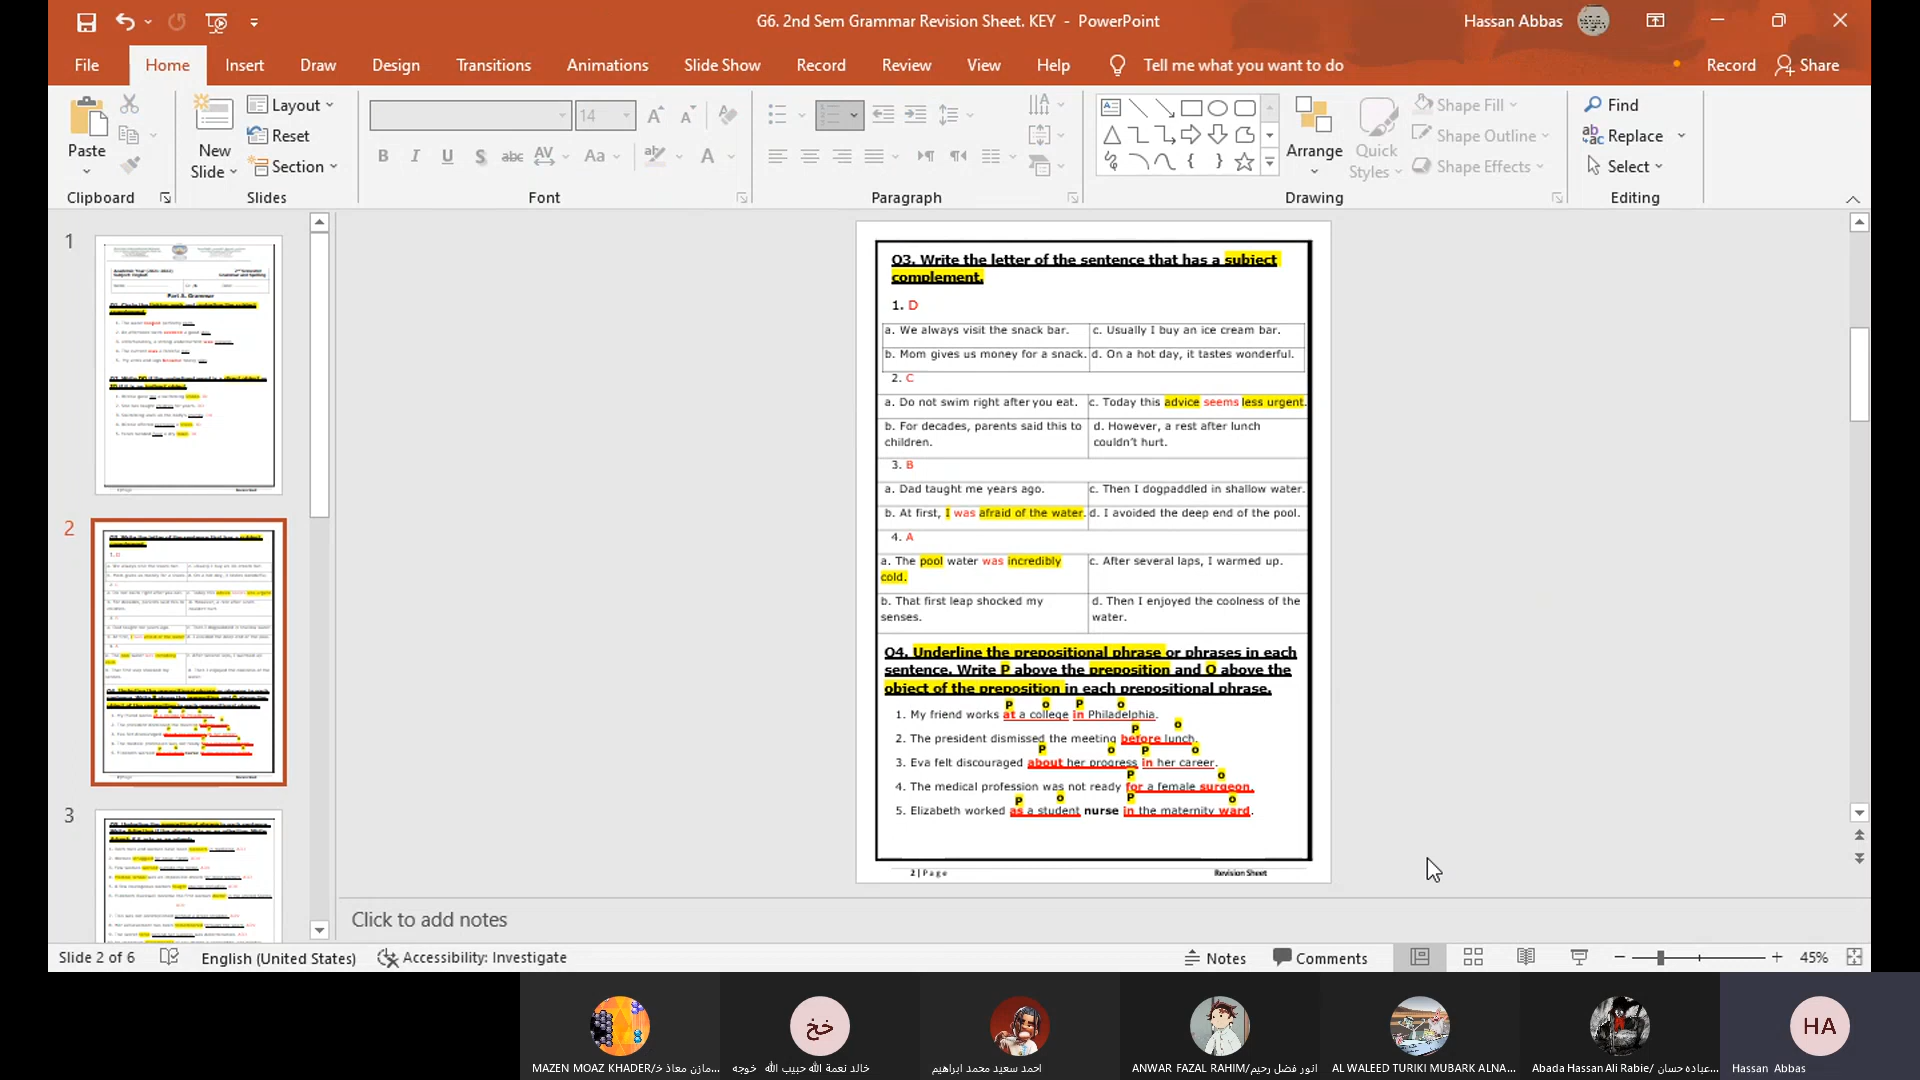 G6. 2nd Sem Grammar Revision Sheet. KEY - PowerPoint
Hassan Abbas
File Home Insert Draw Design Transitions Animations Slide Show Record Review View Help Tell me what you want to do Record Share
Paste
Clipboard
New Slide
Layout
Reset
Section
Slides
14
Font
Paragraph
Arrange
Quick Styles
Shape Fill
Shape Outline
Shape Effects
Drawing
Find
Replace
Select
Editing
1
2
3
Q3. Write the letter of the sentence that has a subject
complement.
1. D
a. We always visit the snack bar. c. Usually I buy an ice cream bar.
b. Mom gives us money for a snack. d. On a hot day, it tastes wonderful.
2. C
a. Do not swim right after you eat. c. Today this advice seems less urgent.
b. For decades, parents said this to children. d. However, a rest after lunch couldn't hurt.
3. B
a. Dad taught me years ago. c. Then I dogpaddled in shallow water.
b. At first, I was afraid of the water. d. I avoided the deep end of the pool.
4. A
a. The pool water was incredibly cold. c. After several laps, I warmed up.
b. That first leap shocked my senses. d. Then I enjoyed the coolness of the water.
Q4. Underline the prepositional phrase or phrases in each
sentence. Write P above the preposition and O above the
object of the preposition in each prepositional phrase.
P O P O
1. My friend works at a college in Philadelphia.
P O
2. The president dismissed the meeting before lunch.
P O P O
3. Eva felt discouraged about her progress in her career.
P O
4. The medical profession was not ready for a female surgeon.
P O P O
5. Elizabeth worked as a student nurse in the maternity ward.
2 | Page
Revision Sheet
Click to add notes
Slide 2 of 6
English (United States)
Accessibility: Investigate
Notes
Comments
45%
MAZEN MOAZ KHADER/مازن معاذ خ...
خخ
خالد نعمة الله حبيب الله خوجه
احمد سعيد محمد ابراهيم
ANWAR FAZAL RAHIM/انور فضل رحيم
AL WALEED TURIKI MUBARK ALNA...
Abada Hassan Ali Rabie/ عباده حسان...
HA
Hassan Abbas